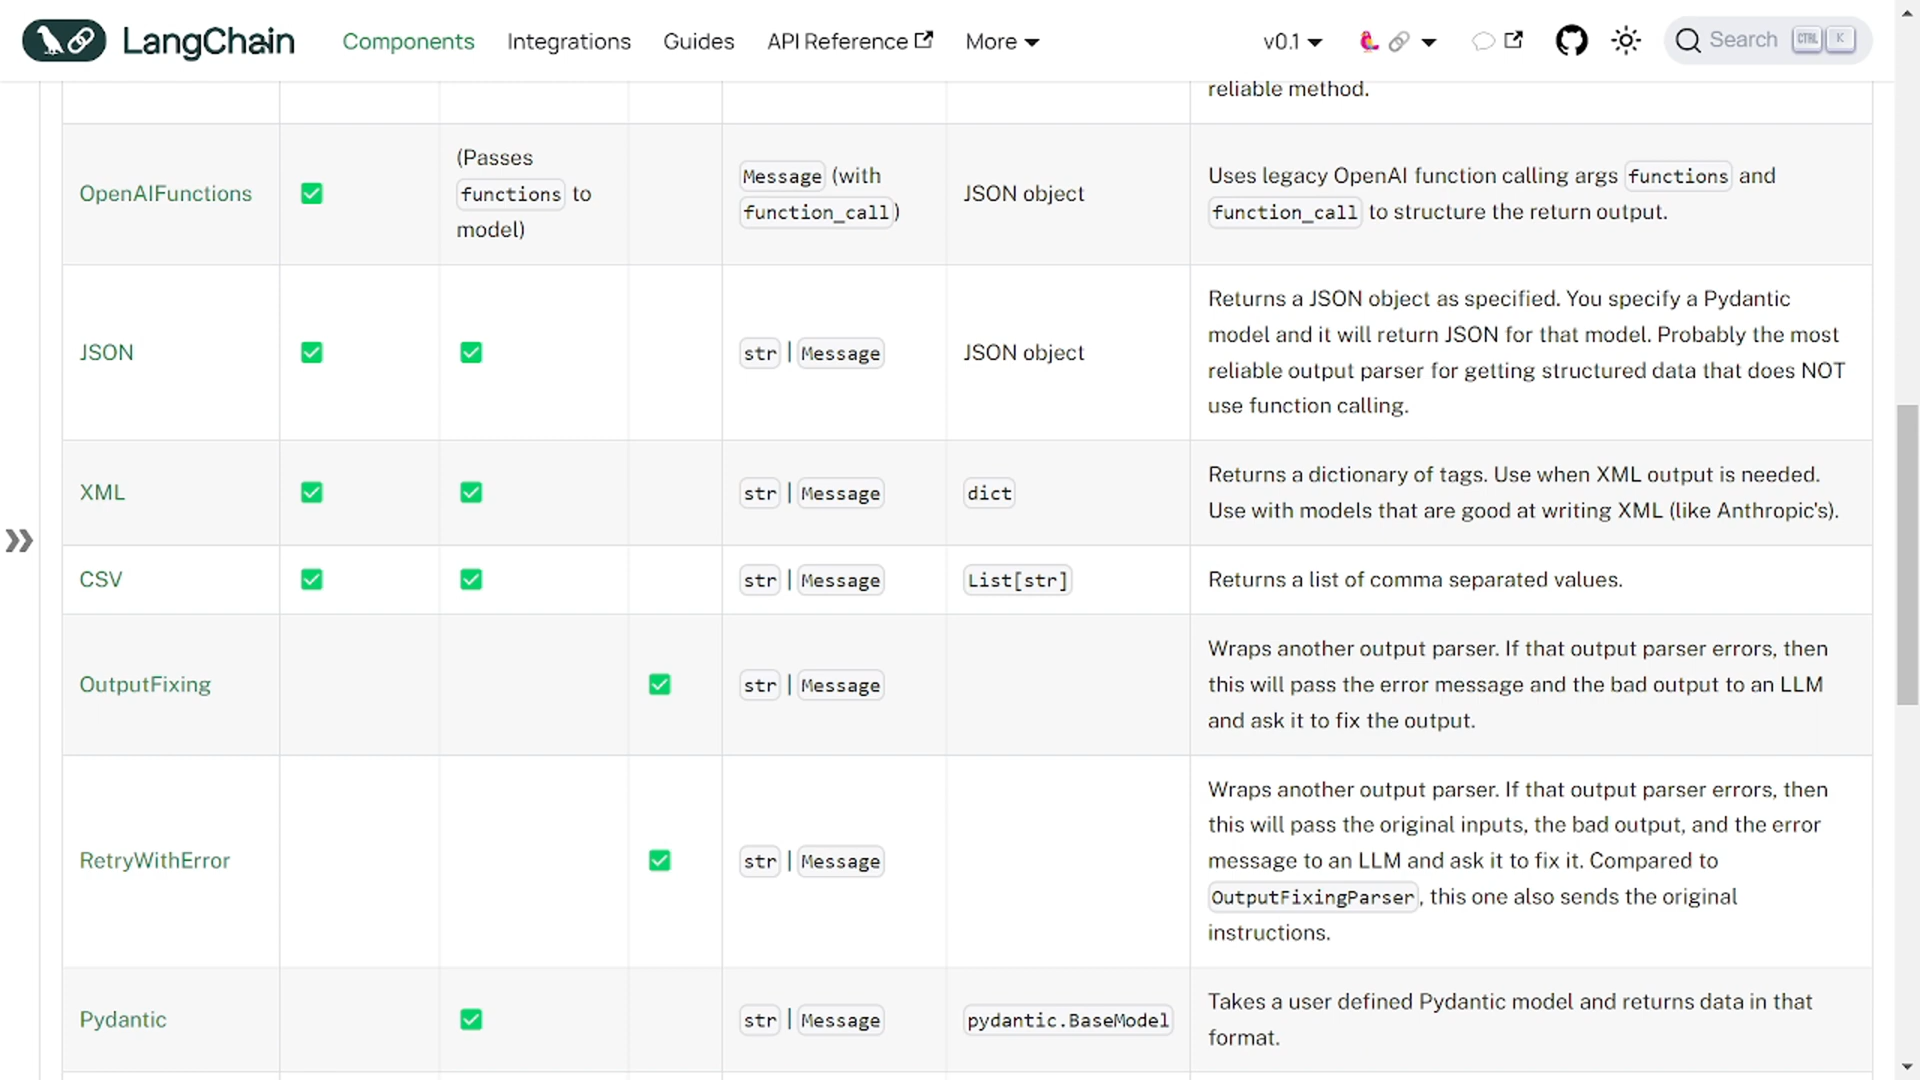 LangChain Components Integrations Guides API Reference More v0.1 Search CTRL K
reliable method.
OpenAIFunctions (Passes functions to model) Message (with function_call) JSON object Uses legacy OpenAI function calling args functions and
function_call to structure the return output.
JSON str | Message JSON object Returns a JSON object as specified. You specify a Pydantic
model and it will return JSON for that model. Probably the most
reliable output parser for getting structured data that does NOT
use function calling.
XML str | Message dict Returns a dictionary of tags. Use when XML output is needed.
Use with models that are good at writing XML (like Anthropic's).
CSV str | Message List[str] Returns a list of comma separated values.
OutputFixing str | Message Wraps another output parser. If that output parser errors, then
this will pass the error message and the bad output to an LLM
and ask it to fix the output.
RetryWithError str | Message Wraps another output parser. If that output parser errors, then
this will pass the original inputs, the bad output, and the error
message to an LLM and ask it to fix it. Compared to
OutputFixingParser, this one also sends the original
instructions.
Pydantic str | Message pydantic.BaseModel Takes a user defined Pydantic model and returns data in that
format.